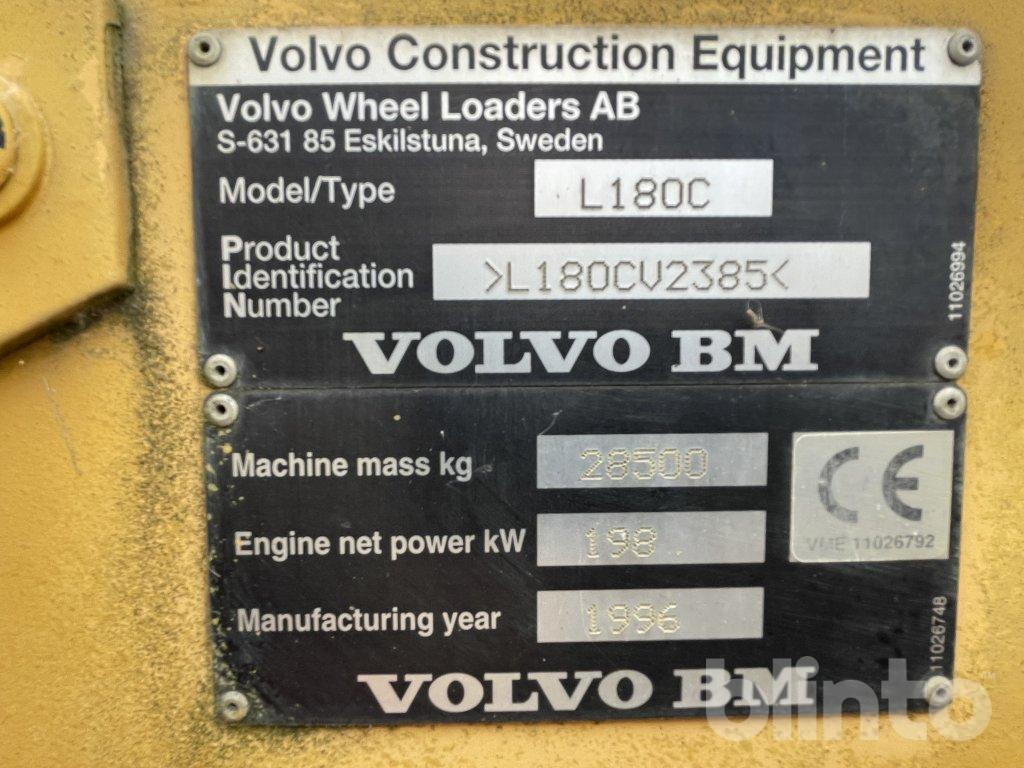 Volvo Construction Equipment
Volvo Wheel Loaders AB
S-631 85 Eskilstuna, Sweden
Model/Type L180C
Product
Identification
Number >L180CV2385<
11026994
VOLVO BM
Machine mass kg 28500
CE
Engine net power kW 198
VME 11026792
Manufacturing year 1996
11026748
VOLVO BM
blinto